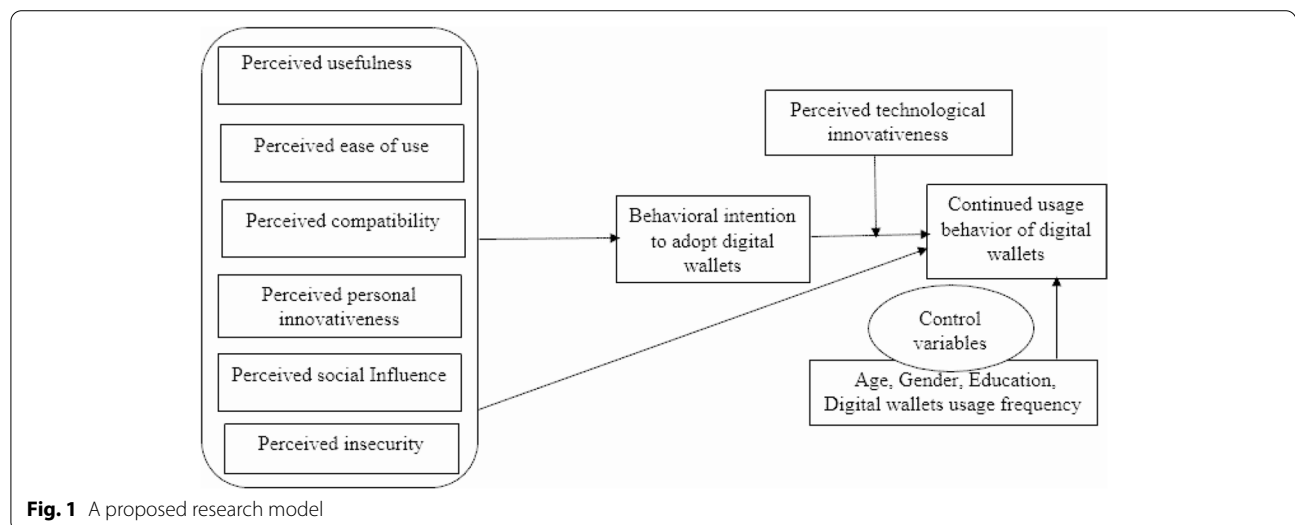 Perceived usefulness
Perceived ease of use
Perceived compatibility
Perceived personal
innovativeness
Perceived social Influence
Perceived insecurity
Behavioral intention
to adopt digital
wallets
Perceived technological
innovativeness
Continued usage
behavior of digital
wallets
Control
variables
Age, Gender, Education,
Digital wallets usage frequency
Fig. 1 A proposed research model